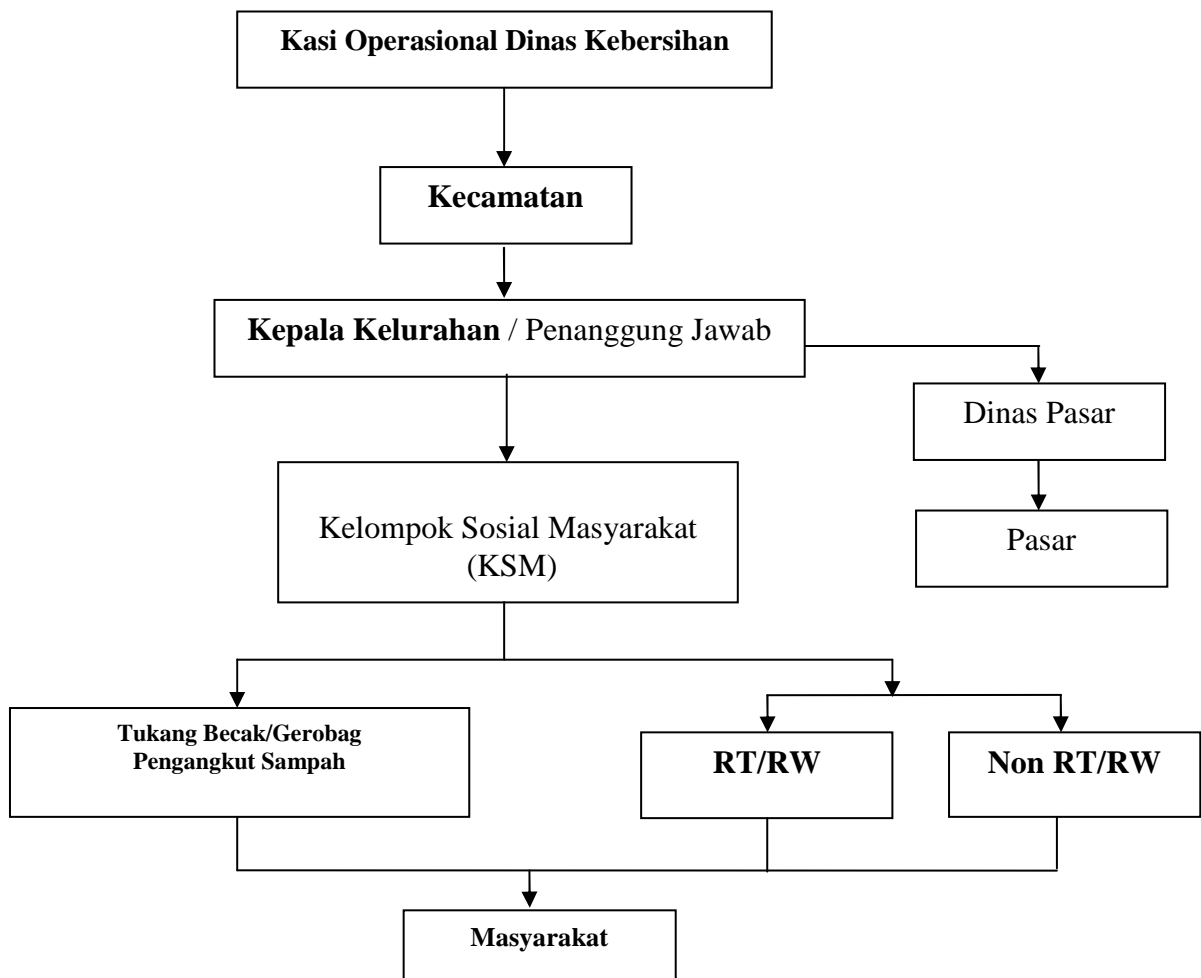 Kasi Operasional Dinas Kebersihan
Kecamatan
Kepala Kelurahan / Penanggung Jawab
Dinas Pasar
Kelompok Sosial Masyarakat
(KSM)
Pasar
Tukang Becak/Gerobag
Pengangkut Sampah
RT/RW
Non RT/RW
Masyarakat